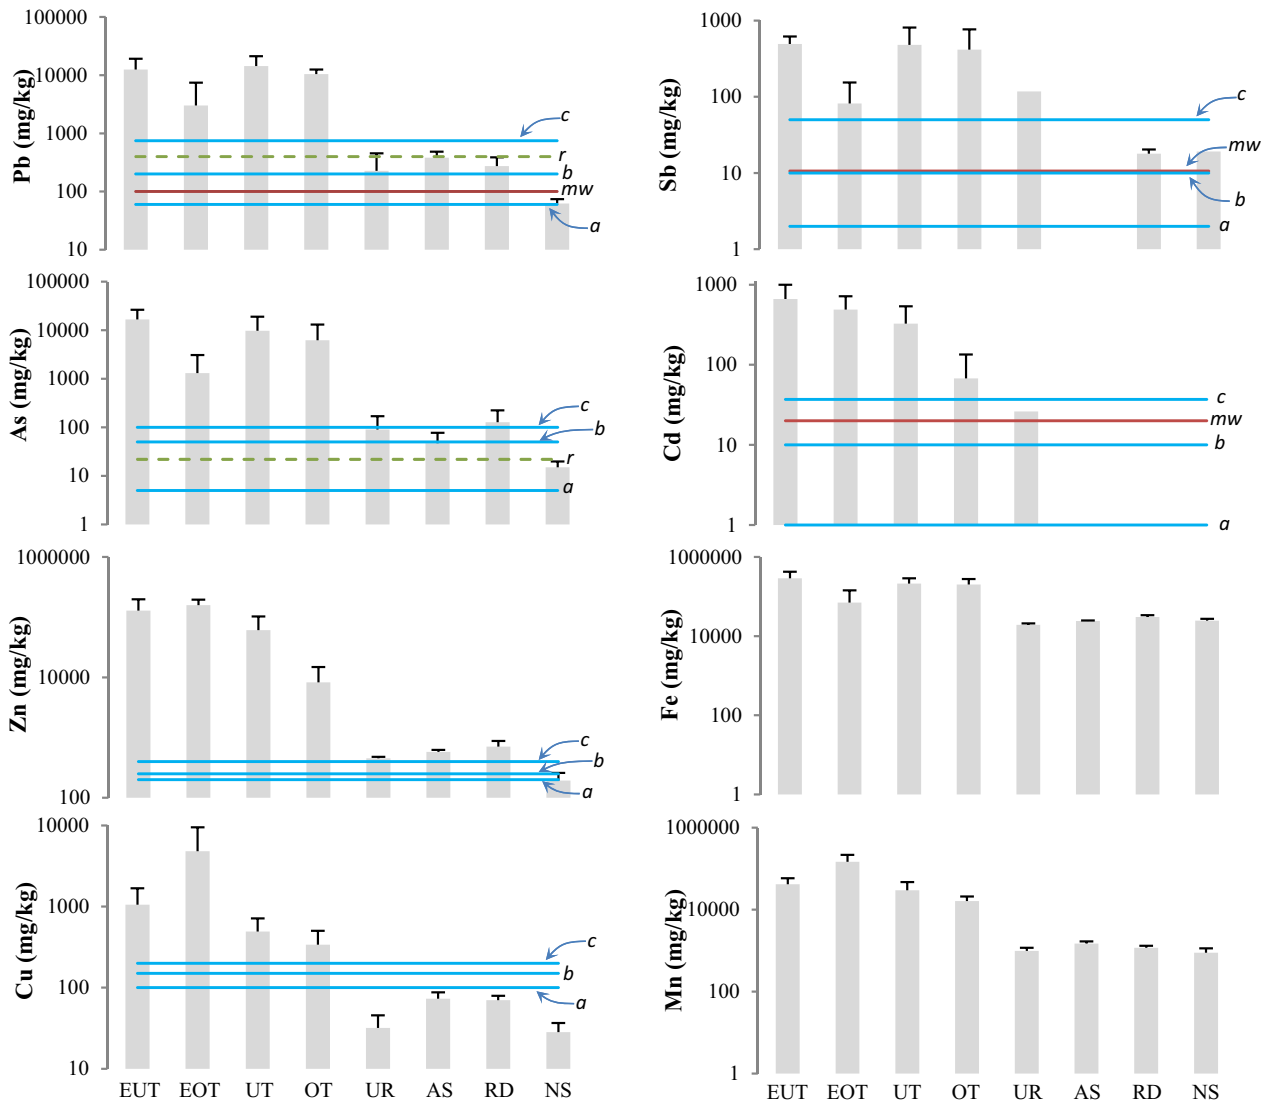 Pb (mg/kg)
100000
10000
1000
100
10
c
r
b
mw
a
Sb (mg/kg)
1000
100
10
1
c
mw
b
a
As (mg/kg)
100000
10000
1000
100
10
1
c
b
r
a
Cd (mg/kg)
1000
100
10
1
c
mw
b
a
Zn (mg/kg)
1000000
10000
100
c
b
a
Fe (mg/kg)
1000000
10000
100
1
Cu (mg/kg)
10000
1000
100
10
c
b
a
EUT EOT UT OT UR AS RD NS
Mn (mg/kg)
1000000
10000
100
1
EUT EOT UT OT UR AS RD NS